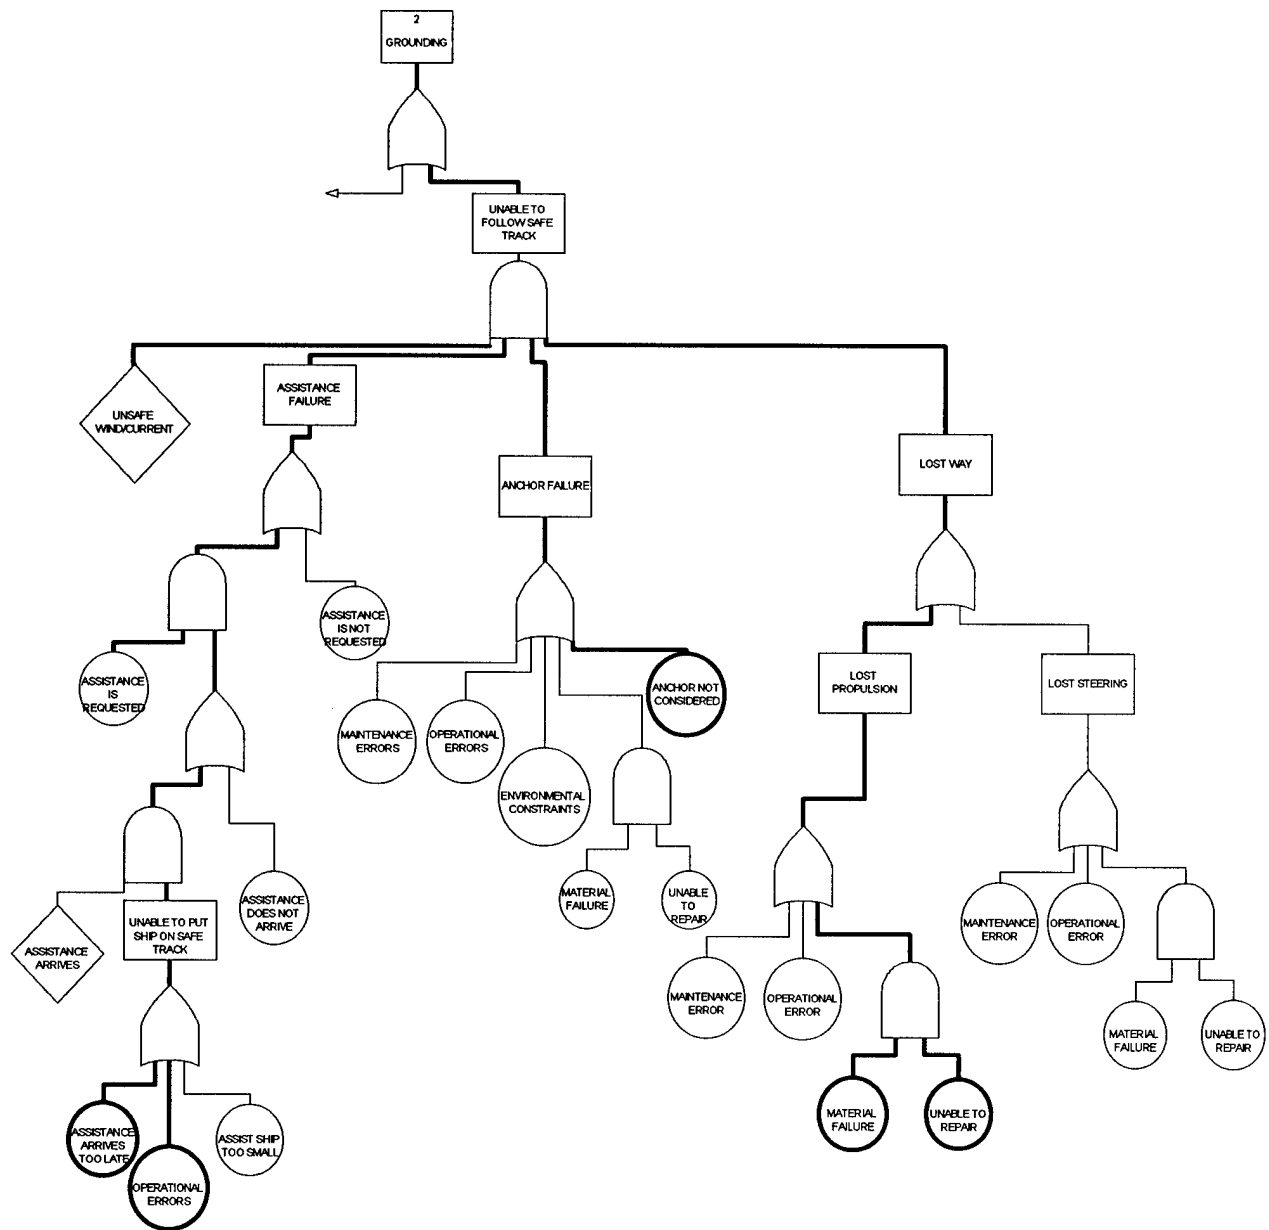 2
GROUNDING
UNABLE TO
FOLLOW SAFE
TRACK
UNSAFE
WIND/CURRENT
ASSISTANCE
FAILURE
ANCHOR FAILURE
LOST WAY
ASSISTANCE
IS NOT
REQUESTED
ASSISTANCE
IS
REQUESTED
MAINTENANCE
ERRORS
OPERATIONAL
ERRORS
ENVIRONMENTAL
CONSTRAINTS
ANCHOR NOT
CONSIDERED
MATERIAL
FAILURE
UNABLE
TO
REPAIR
LOST
PROPULSION
LOST STEERING
ASSISTANCE
DOES NOT
ARRIVE
ASSISTANCE
ARRIVES
UNABLE TO PUT
SHIP ON SAFE
TRACK
MAINTENANCE
ERROR
OPERATIONAL
ERROR
MAINTENANCE
ERROR
OPERATIONAL
ERROR
MATERIAL
FAILURE
UNABLE TO
REPAIR
MATERIAL
FAILURE
UNABLE TO
REPAIR
ASSISTANCE
ARRIVES
TOO LATE
OPERATIONAL
ERRORS
ASSIST SHIP
TOO SMALL